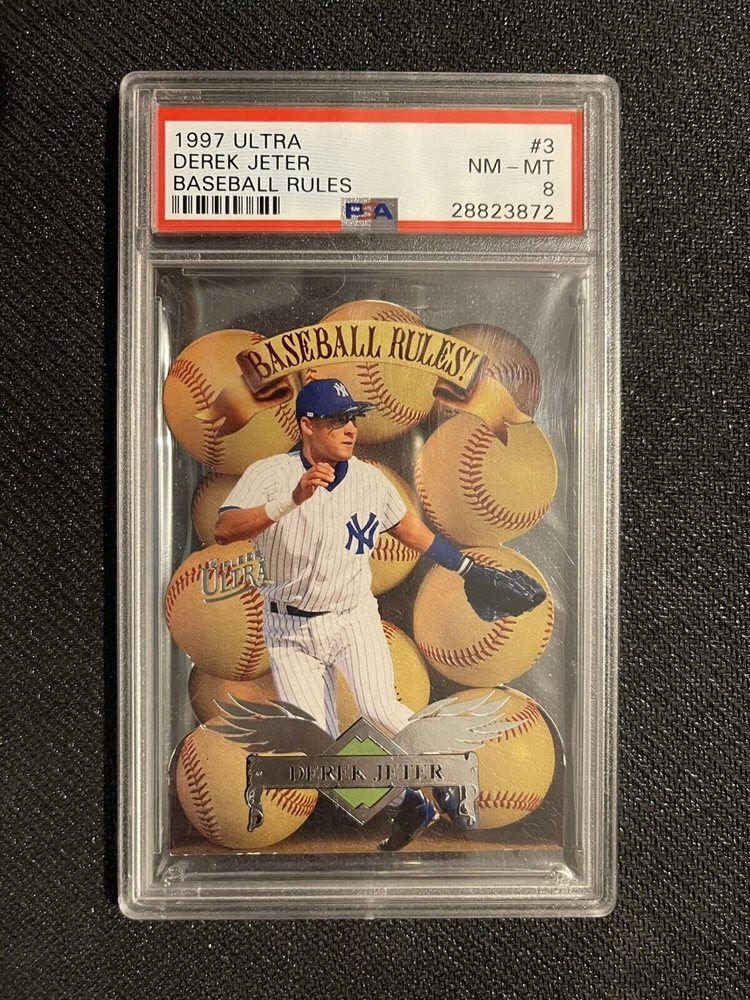 1997 ULTRA #3
DEREK JETER NM - MT
BASEBALL RULES 8
PSA 28823872
BASEBALL RULES!
NY
NY
FLEER
ULTRA
DEREK JETER